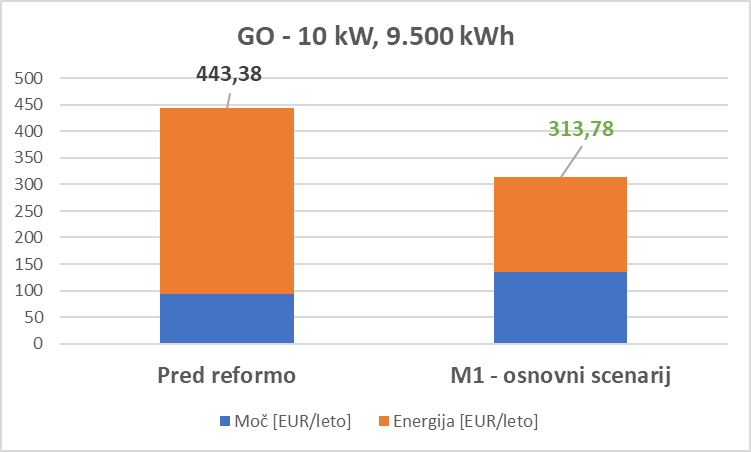 GO - 10 kW, 9.500 kWh
443,38
313,78
500
450
400
350
300
250
200
150
100
50
0
Pred reformo
M1 - osnovni scenarij
Moč [EUR/leto]
Energija [EUR/leto]